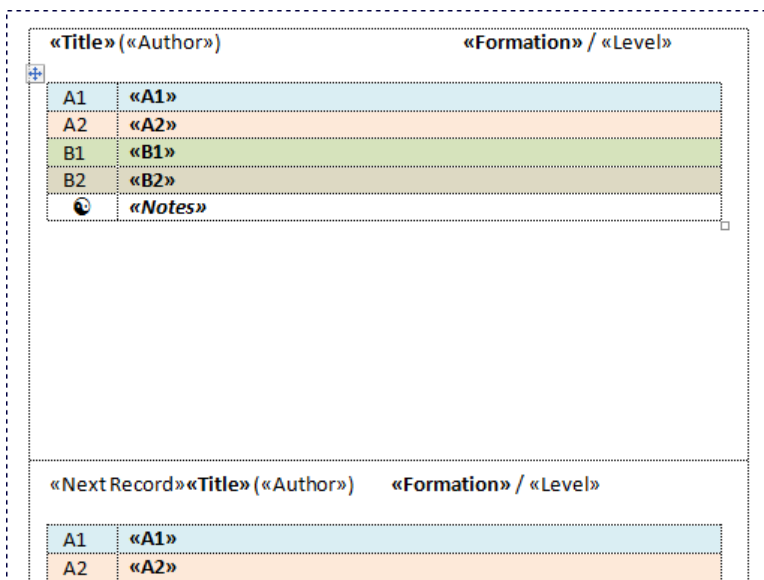 «Title» («Author») «Formation» / «Level»
A1 «A1»
A2 «A2»
B1 «B1»
B2 «B2»
☯ «Notes»
«Next Record»«Title» («Author») «Formation» / «Level»
A1 «A1»
A2 «A2»